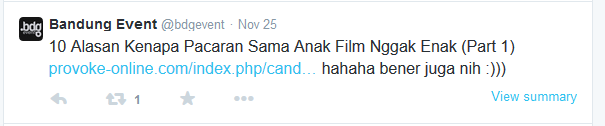 .bdg Bandung Event @bdgevent · Nov 25
10 Alasan Kenapa Pacaran Sama Anak Film Nggak Enak (Part 1)
provoke-online.com/index.php/cand… hahaha bener juga nih :)))
1 View summary